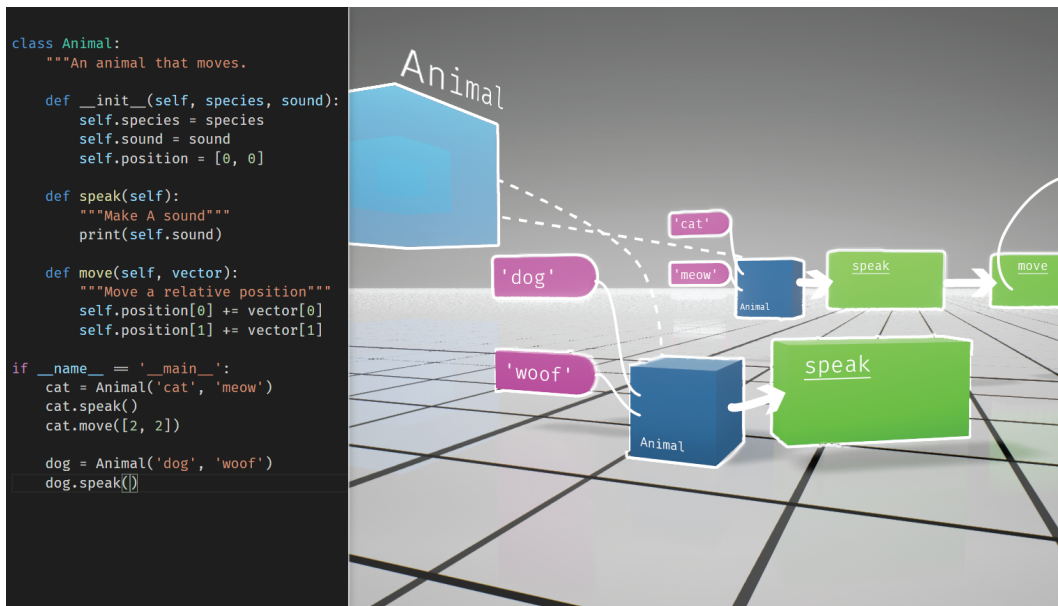 class Animal:
    """An animal that moves.
    def __init__(self, species, sound):
        self.species = species
        self.sound = sound
        self.position = [0, 0]
    def speak(self):
        """Make A sound"""
        print(self.sound)
    def move(self, vector):
        """Move a relative position"""
        self.position[0] += vector[0]
        self.position[1] += vector[1]
if __name__ == '__main__':
    cat = Animal('cat', 'meow')
    cat.speak()
    cat.move([2, 2])
    dog = Animal('dog', 'woof')
    dog.speak()
Animal
'cat'
'meow'
Animal
speak
move
'dog'
'woof'
Animal
speak